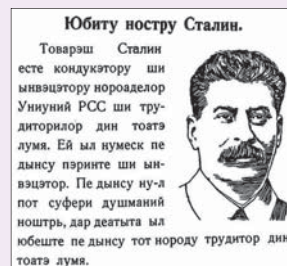 Юбиту ностру Сталин.
Товарэш Сталин
есте кондукэтору ши
ынвэцэтору нороаделор
Униуний РСС ши тру-
диторилор дин тоатэ
лумя. Ей ыл нумеск пе
дынсу пэринте ши ын-
вэцэтор. Пе дынсу ну-л
пот суфери душманий
ноштрь, дар деатыта ыл
юбеште пе дынсу тот нороду трудитор дин
тоатэ лумя.